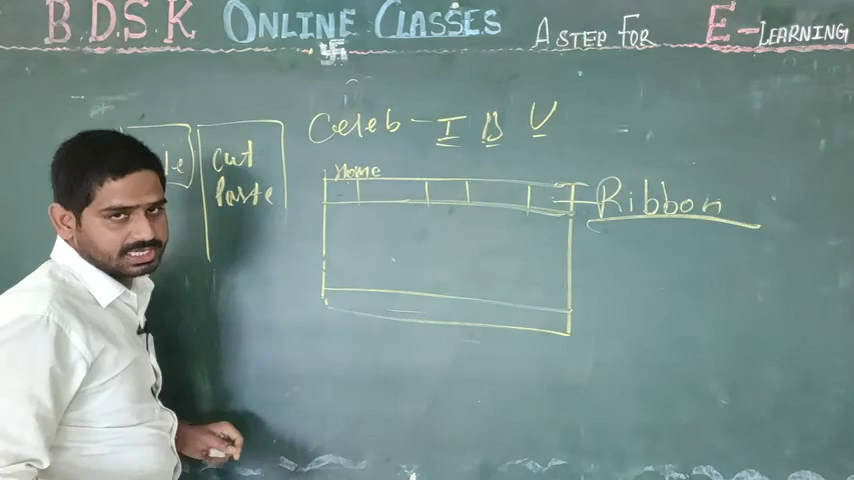 B.D.S.K ONLINE CLASSES A STEP FOR E-LEARNING
Celeb - I B U
Cut
Paste
Home
Ribbon